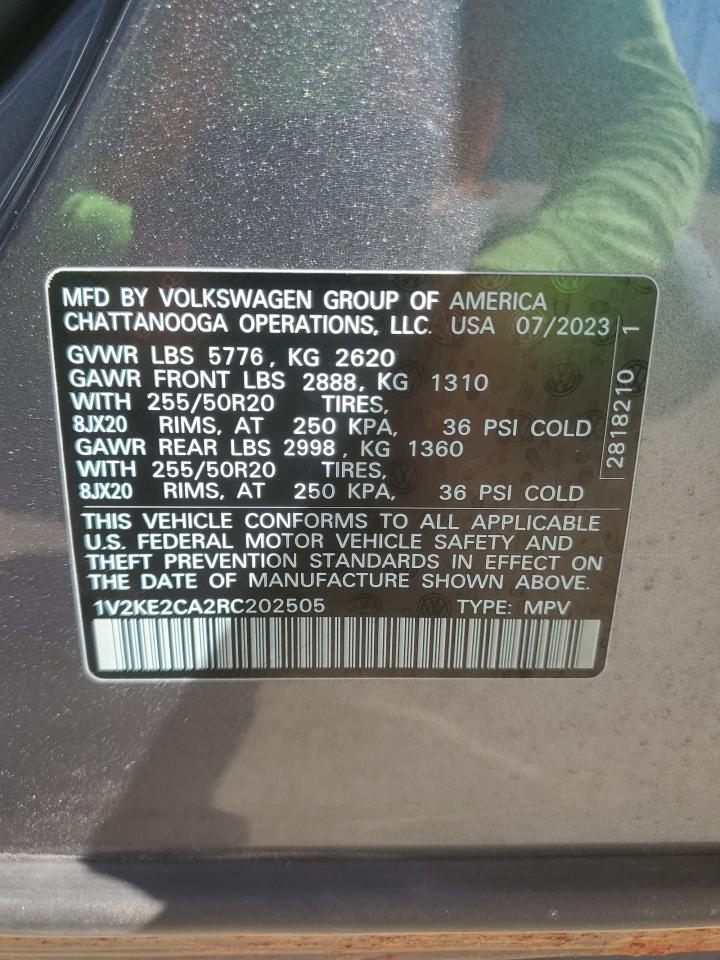 MFD BY VOLKSWAGEN GROUP OF AMERICA
CHATTANOOGA OPERATIONS, LLC. USA 07/2023
GVWR LBS 5776, KG 2620
GAWR FRONT LBS 2888, KG 1310
WITH 255/50R20 TIRES,
8JX20 RIMS, AT 250 KPA, 36 PSI COLD
GAWR REAR LBS 2998, KG 1360
WITH 255/50R20 TIRES,
8JX20 RIMS, AT 250 KPA, 36 PSI COLD
2818210 1
THIS VEHICLE CONFORMS TO ALL APPLICABLE
U.S. FEDERAL MOTOR VEHICLE SAFETY AND
THEFT PREVENTION STANDARDS IN EFFECT ON
THE DATE OF MANUFACTURE SHOWN ABOVE.
1V2KE2CA2RC202505 TYPE: MPV